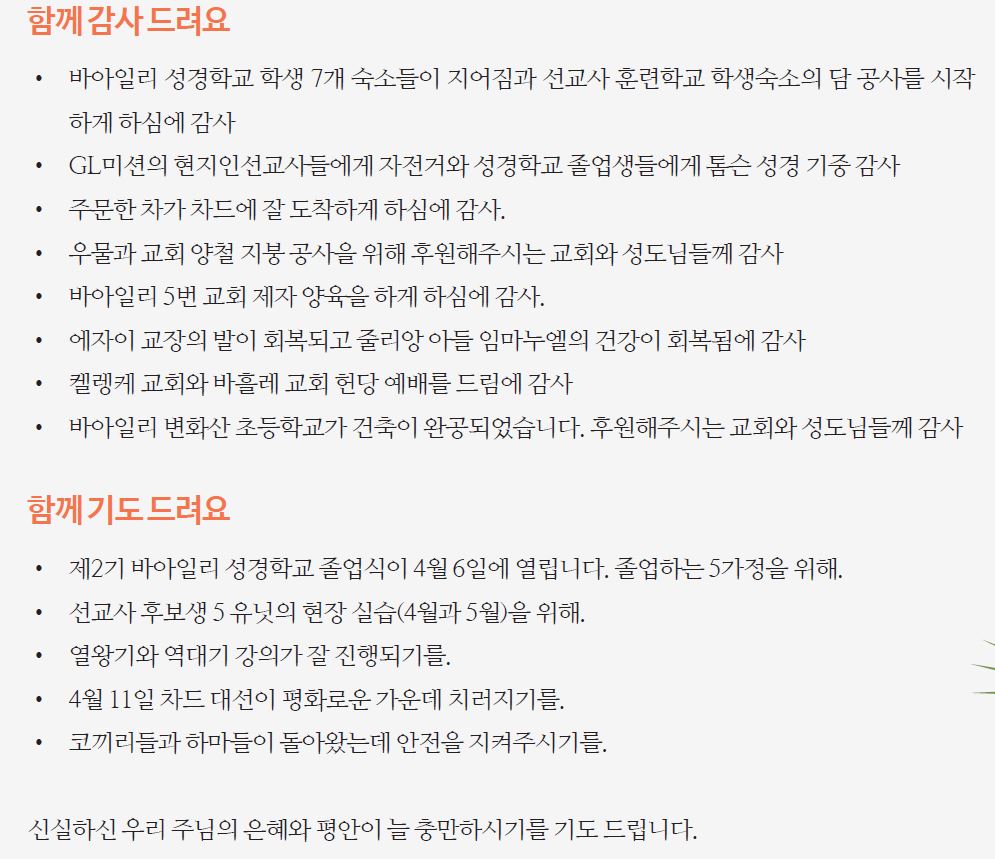 함께 감사 드려요
• 바아일리 성경학교 학생 7개 숙소들이 지어짐과 선교사 훈련학교 학생숙소의 담 공사를 시작
하게 하심에 감사
• GL미션의 현지인선교사들에게 자전거와 성경학교 졸업생들에게 톰슨 성경 기증 감사
• 주문한 차가 차드에 잘 도착하게 하심에 감사.
• 우물과 교회 양철 지붕 공사을 위해 후원해주시는 교회와 성도님들께 감사
• 바아일리 5번 교회 제자 양육을 하게 하심에 감사.
• 에자이 교장의 발이 회복되고 줄리앙 아들 임마누엘의 건강이 회복됨에 감사
• 켈렝케 교회와 바흘레 교회 헌당 예배를 드림에 감사
• 바아일리 변화산 초등학교가 건축이 완공되었습니다. 후원해주시는 교회와 성도님들께 감사
함께 기도 드려요
• 제2기 바아일리 성경학교 졸업식이 4월 6일에 열립니다. 졸업하는 5가정을 위해.
• 선교사 후보생 5 유닛의 현장 실습(4월과 5월)을 위해.
• 열왕기와 역대기 강의가 잘 진행되기를.
• 4월 11일 차드 대선이 평화로운 가운데 치러지기를.
• 코끼리들과 하마들이 돌아왔는데 안전을 지켜주시기를.
신실하신 우리 주님의 은혜와 평안이 늘 충만하시기를 기도 드립니다.